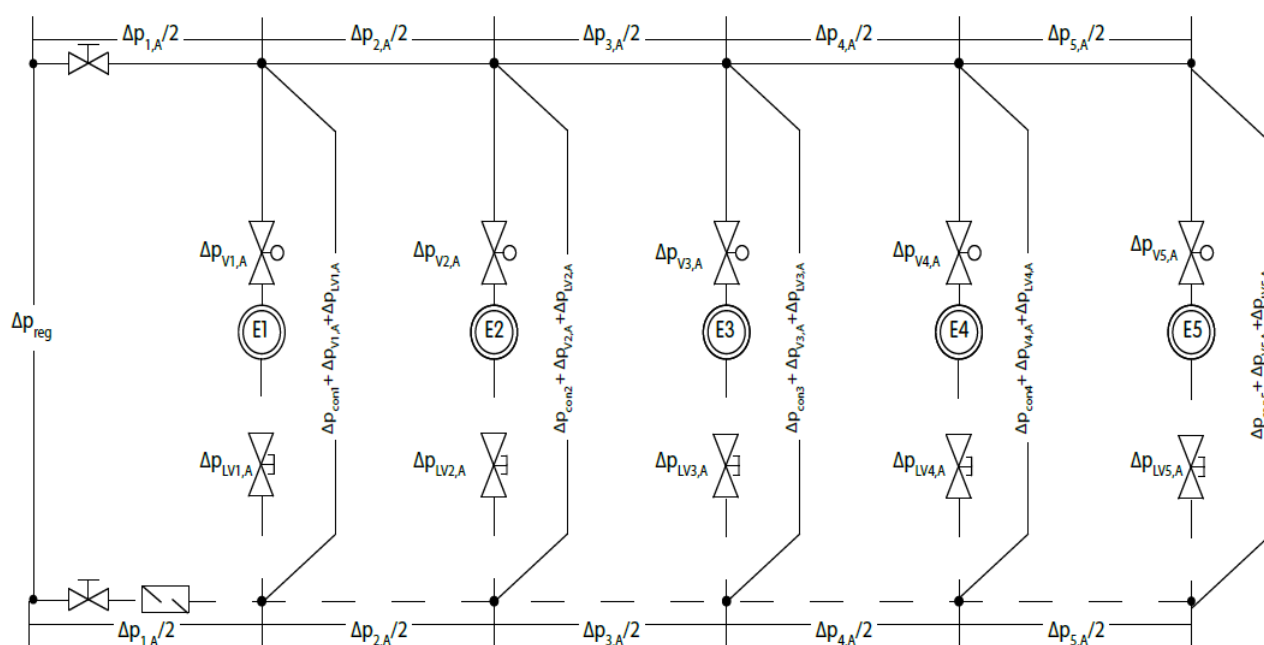 Δp1,A/2
Δp2,A/2
Δp3,A/2
Δp4,A/2
Δp5,A/2
ΔpV1,A
ΔpV2,A
ΔpV3,A
ΔpV4,A
ΔpV5,A
Δpreg
E1
E2
E3
E4
E5
Δpcon1+ ΔpV1,A+ΔpLV1,A
Δpcon2+ ΔpV2,A+ΔpLV2,A
Δpcon3+ ΔpV3,A+ΔpLV3,A
Δpcon4+ ΔpV4,A+ΔpLV4,A
ΔpLV1,A
ΔpLV2,A
ΔpLV3,A
ΔpLV4,A
ΔpLV5,A
Δp1,A/2
Δp2,A/2
Δp3,A/2
Δp4,A/2
Δp5,A/2